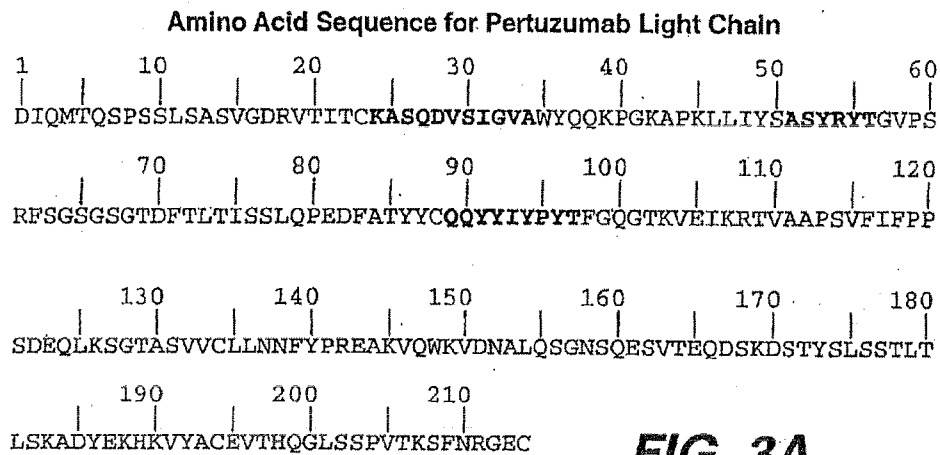 Amino Acid Sequence for Pertuzumab Light Chain
1 10 20 30 40 50 60
DIQMTQSPSSLSASVGDRVTITCKASQDVSIGVAWYQQKPGKAPKLLIYSASYRYTGVPS
70 80 90 100 110 120
RFSGSGSGTDFTLTISSLQPEDFATYYCQQYYIYPYTFGQGTKVEIKRTVAAPSVFIFPP
130 140 150 160 170 180
SDEQLKSGTASVVCLLNNFYPREAKVQWKVDNALQSGNSQESVTEQDSKDSTYSLSSTLT
190 200 210
LSKADYEKHKVYACEVTHQGLSSPVTKSFNRGEC
FIG. 3A